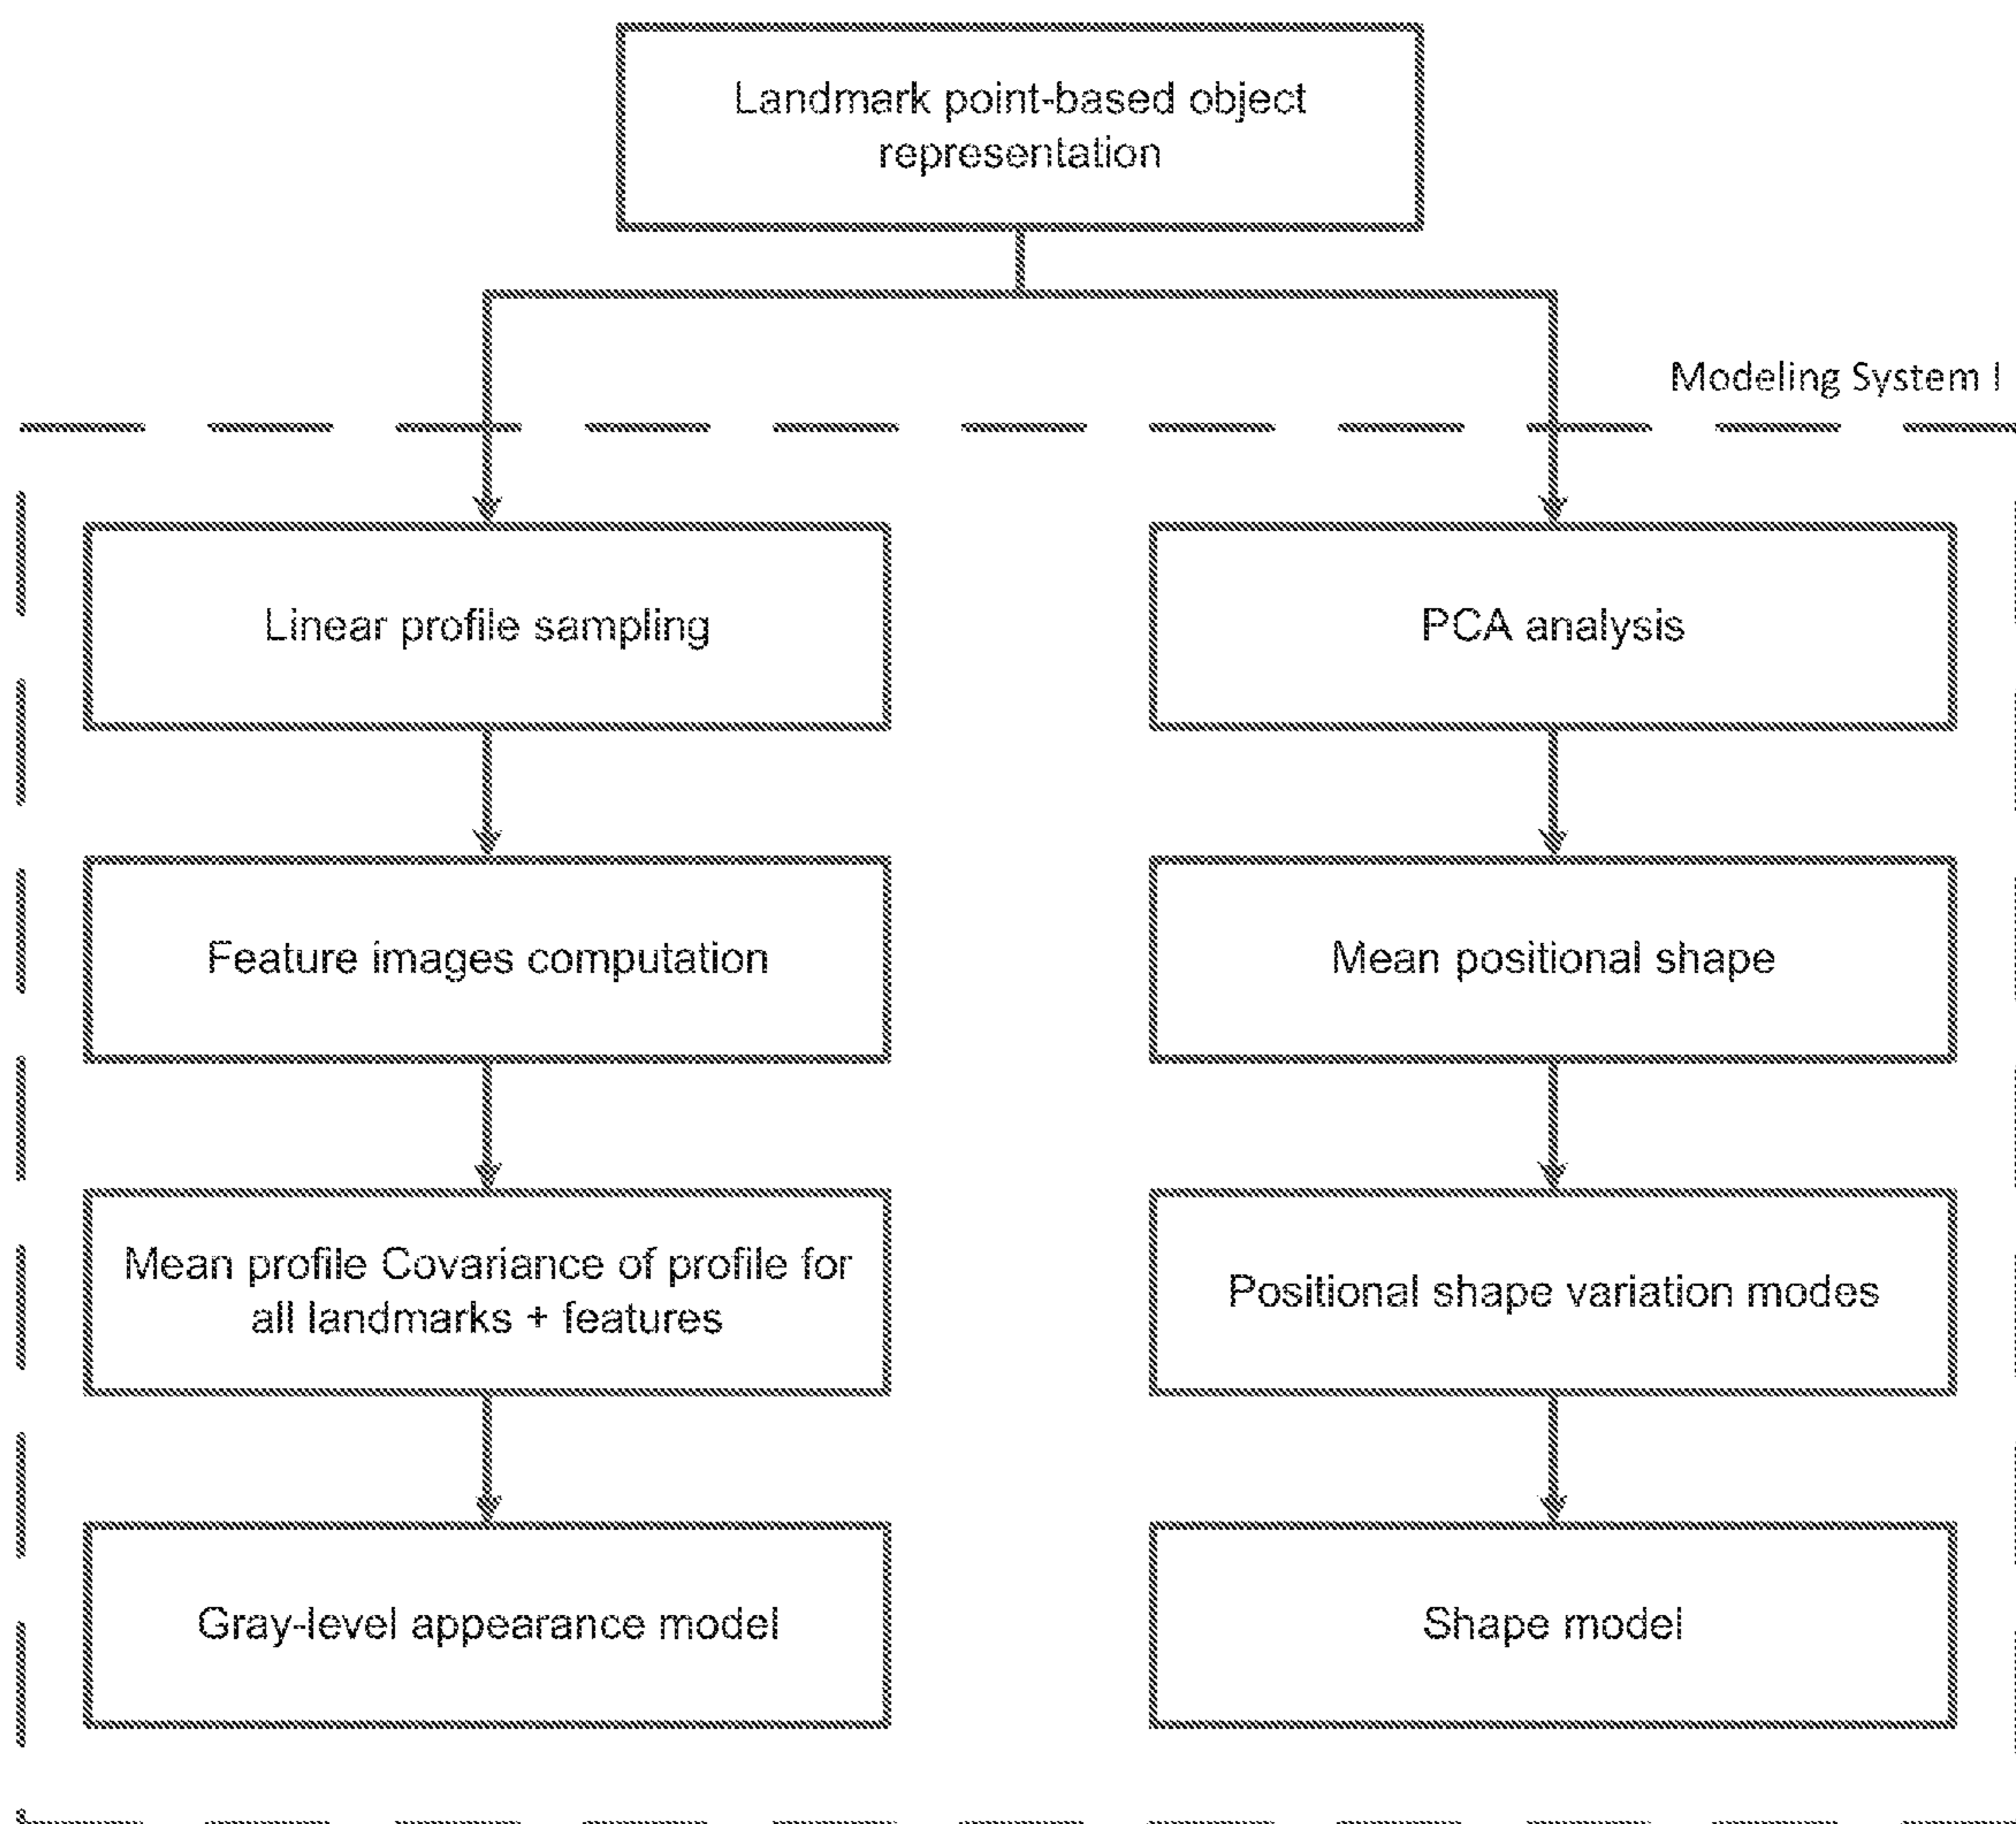 Landmark point-based object
representation
Modeling System I
Linear profile sampling
PCA analysis
Feature images computation
Mean positional shape
Mean profile Covariance of profile for
all landmarks + features
Positional shape variation modes
Gray-level appearance model
Shape model